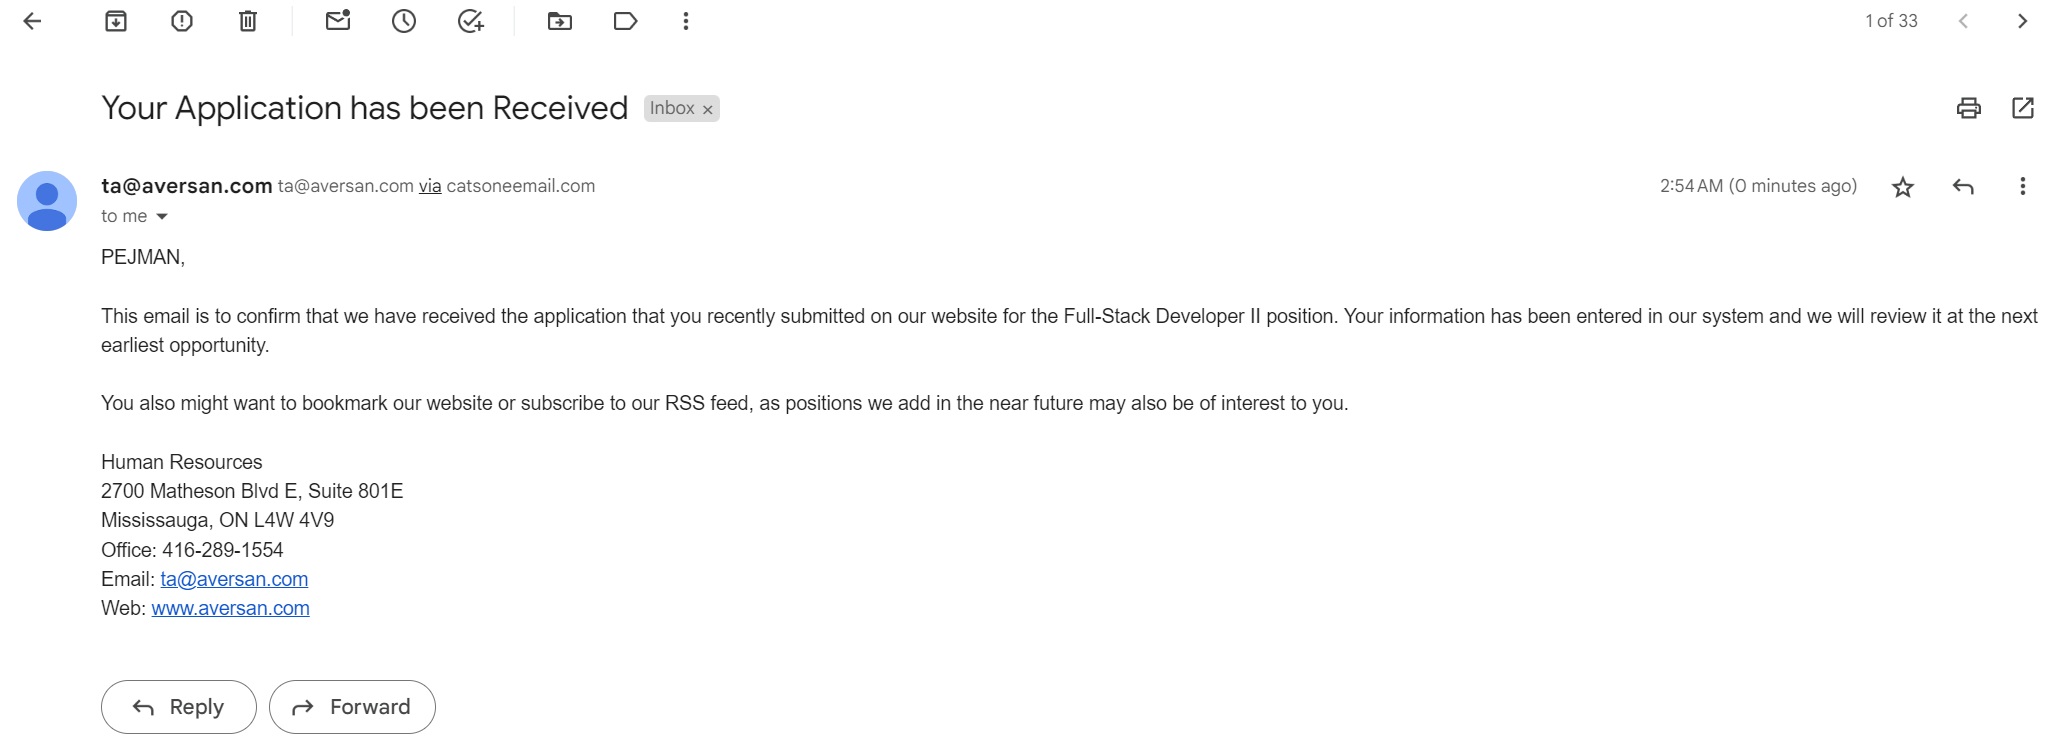 1 of 33
Your Application has been Received Inbox ×
ta@aversan.com ta@aversan.com via catsoneemail.com 2:54 AM (0 minutes ago)
to me
PEJMAN,
This email is to confirm that we have received the application that you recently submitted on our website for the Full-Stack Developer II position. Your information has been entered in our system and we will review it at the next
earliest opportunity.
You also might want to bookmark our website or subscribe to our RSS feed, as positions we add in the near future may also be of interest to you.
Human Resources
2700 Matheson Blvd E, Suite 801E
Mississauga, ON L4W 4V9
Office: 416-289-1554
Email: ta@aversan.com
Web: www.aversan.com
Reply Forward